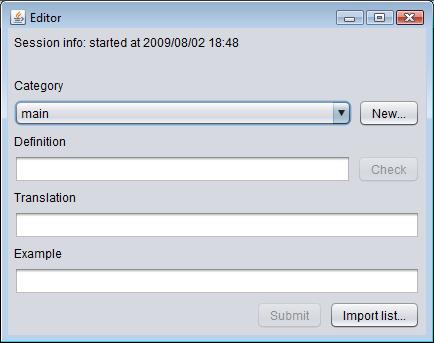 Editor
Session info: started at 2009/08/02 18:48
Category
main
New...
Definition
Check
Translation
Example
Submit
Import list...